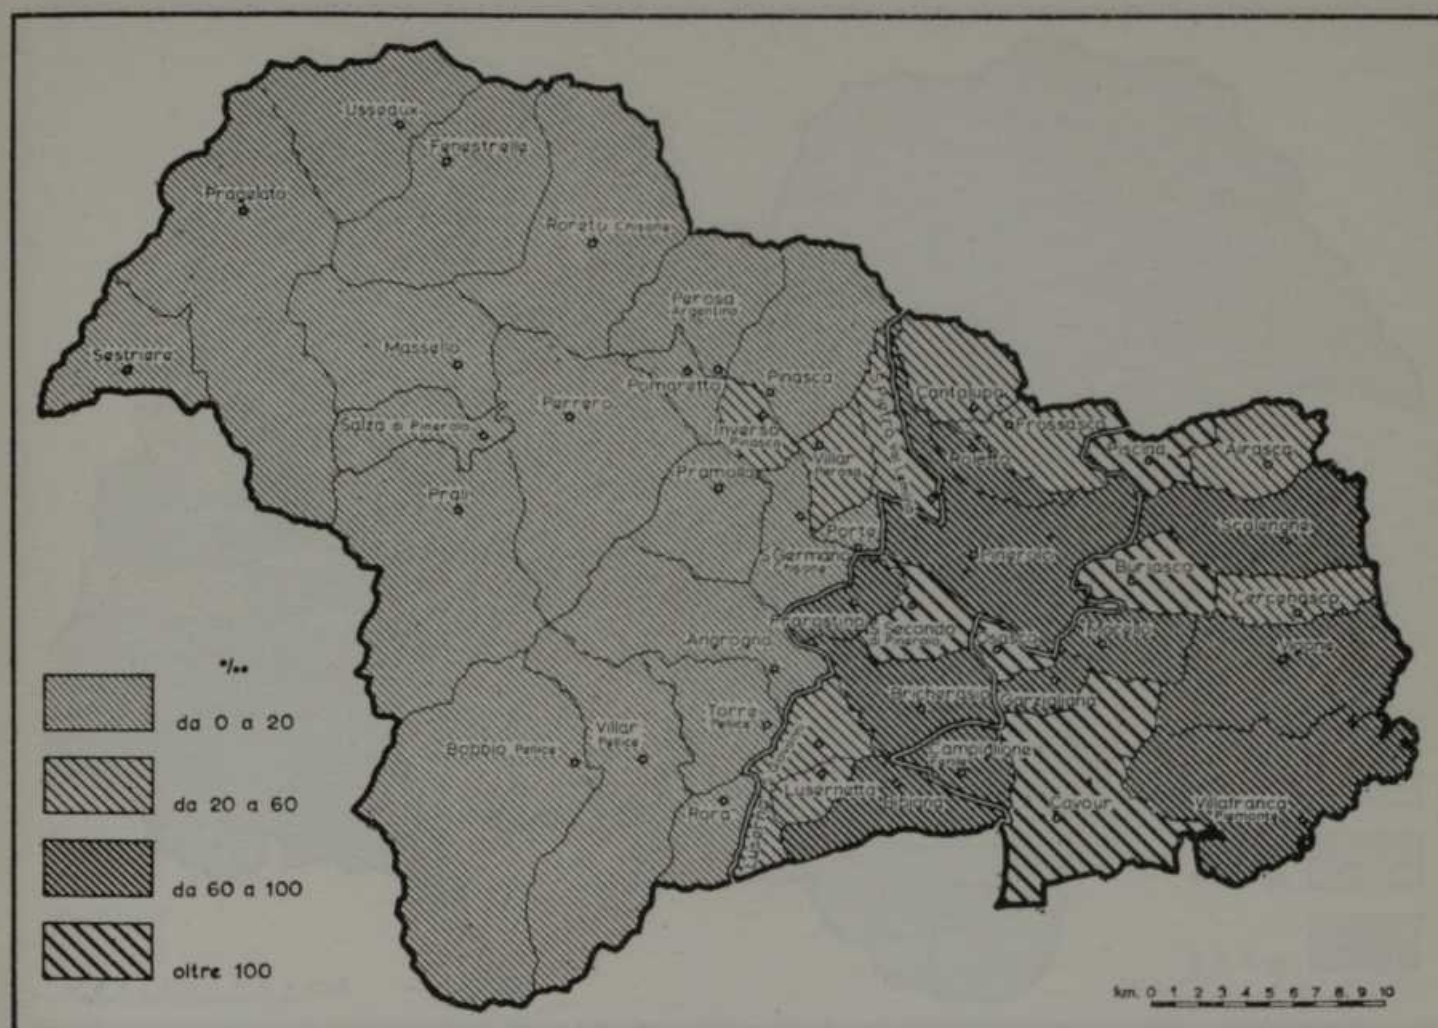 Usseaux
Fenestrelle
Pragelato
Roreto Chisone
Perosa
Argentina
Sestriere
Massello
Pomaretto
Pinasca
Cantalupa
Perrero
Frossasco
Salza di Pinerolo
Inverso
Pinasca
Villar
Perosa
Roletto
Piscina
Airasca
Pramollo
Prali
Scalenghe
Porte
S. Germano
Chisone
Pinerolo
Buriasca
Cercenasco
Prarostino
S. Secondo
di Pinerolo
Osasco
Macello
Vigone
Angrogna
Bricherasio
Garzigliana
°/oo
da 0 a 20
Torre
Pellice
Villar
Pellice
Bobbio Pellice
Campiglione
Fenile
Lusernetta
Bibiana
da 20 a 60
Rorà
Cavour
Villafranca
Piemonte
da 60 a 100
oltre 100
km. 0 1 2 3 4 5 6 7 8 9 10